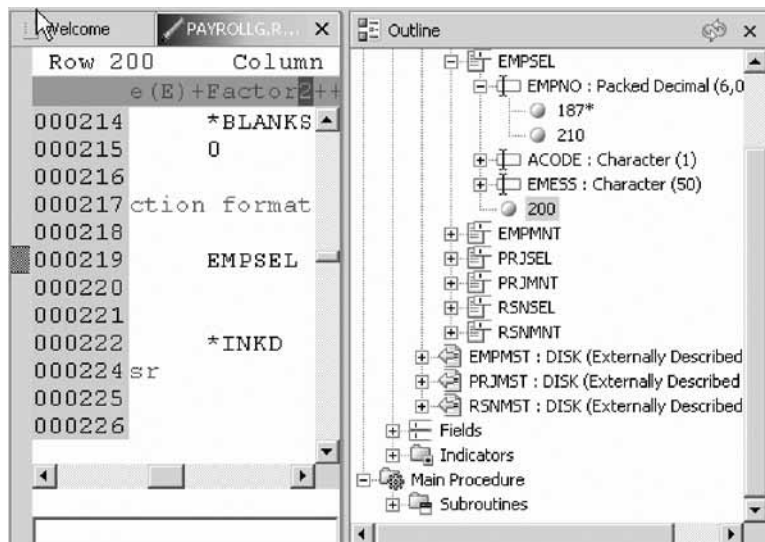 Welcome
PAYROLLG.R...
Row 200 Column
e(E)+Factor2++
000214 *BLANKS
000215 0
000216
000217 ction format
000218
000219 EMPSEL
000220
000221
000222 *INKD
000224 sr
000225
000226
Outline
EMPSEL
EMPNO : Packed Decimal (6,0
187*
210
ACODE : Character (1)
EMESS : Character (50)
200
EMPMNT
PRJSEL
PRJMNT
RSNSEL
RSNMNT
EMPMST : DISK (Externally Described
PRJMST : DISK (Externally Described
RSNMST : DISK (Externally Described
Fields
Indicators
Main Procedure
Subroutines